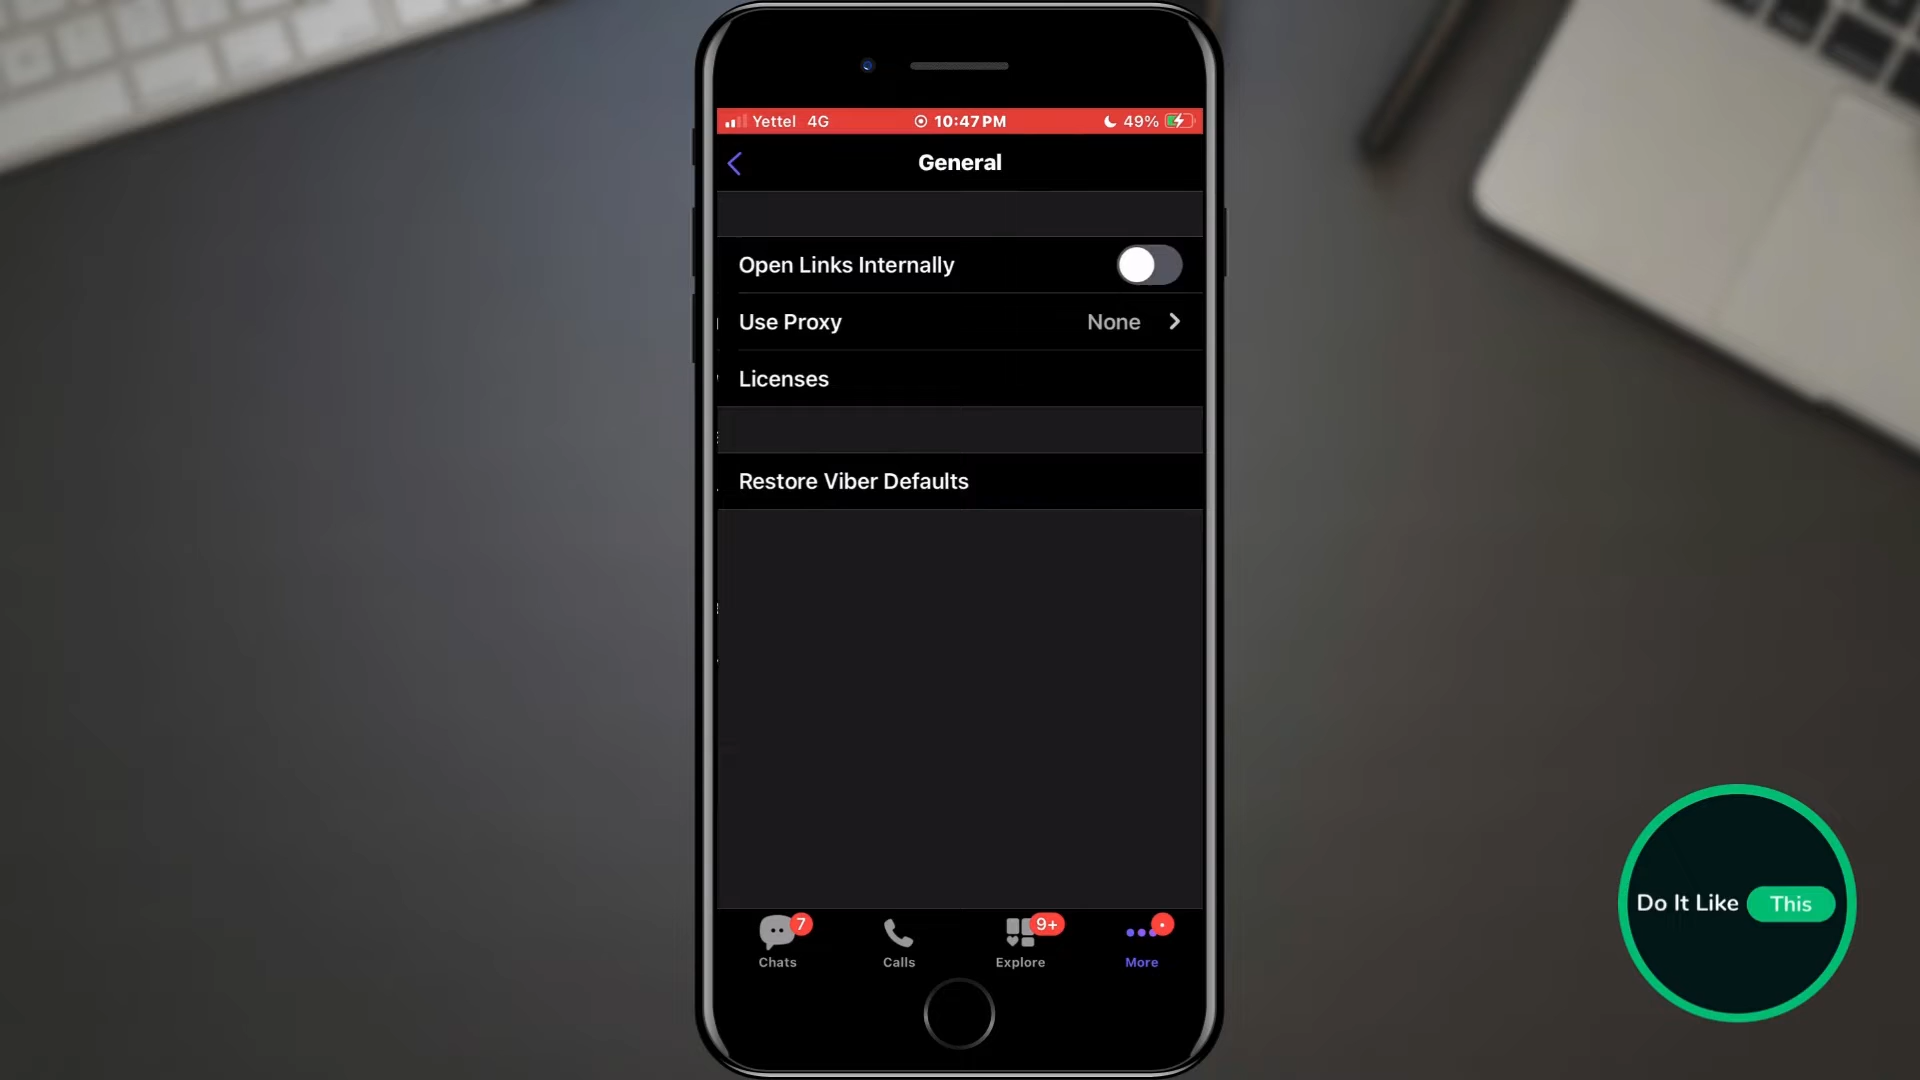 Yettel 4G 10:47 PM 49%
General
Open Links Internally
Use Proxy None
Licenses
Restore Viber Defaults
7 9+
Chats Calls Explore More
Do It Like This